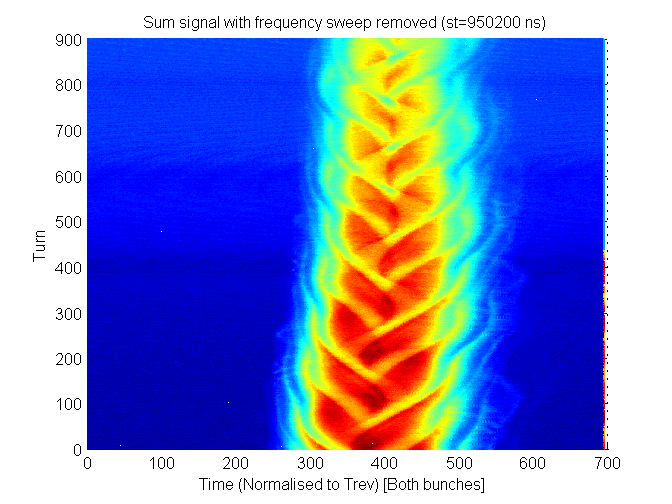 Sum signal with frequency sweep removed (st=950200 ns)
900
800
700
600
500
400
300
200
100
0
Turn
0 100 200 300 400 500 600 700
Time (Normalised to Trev) [Both bunches]